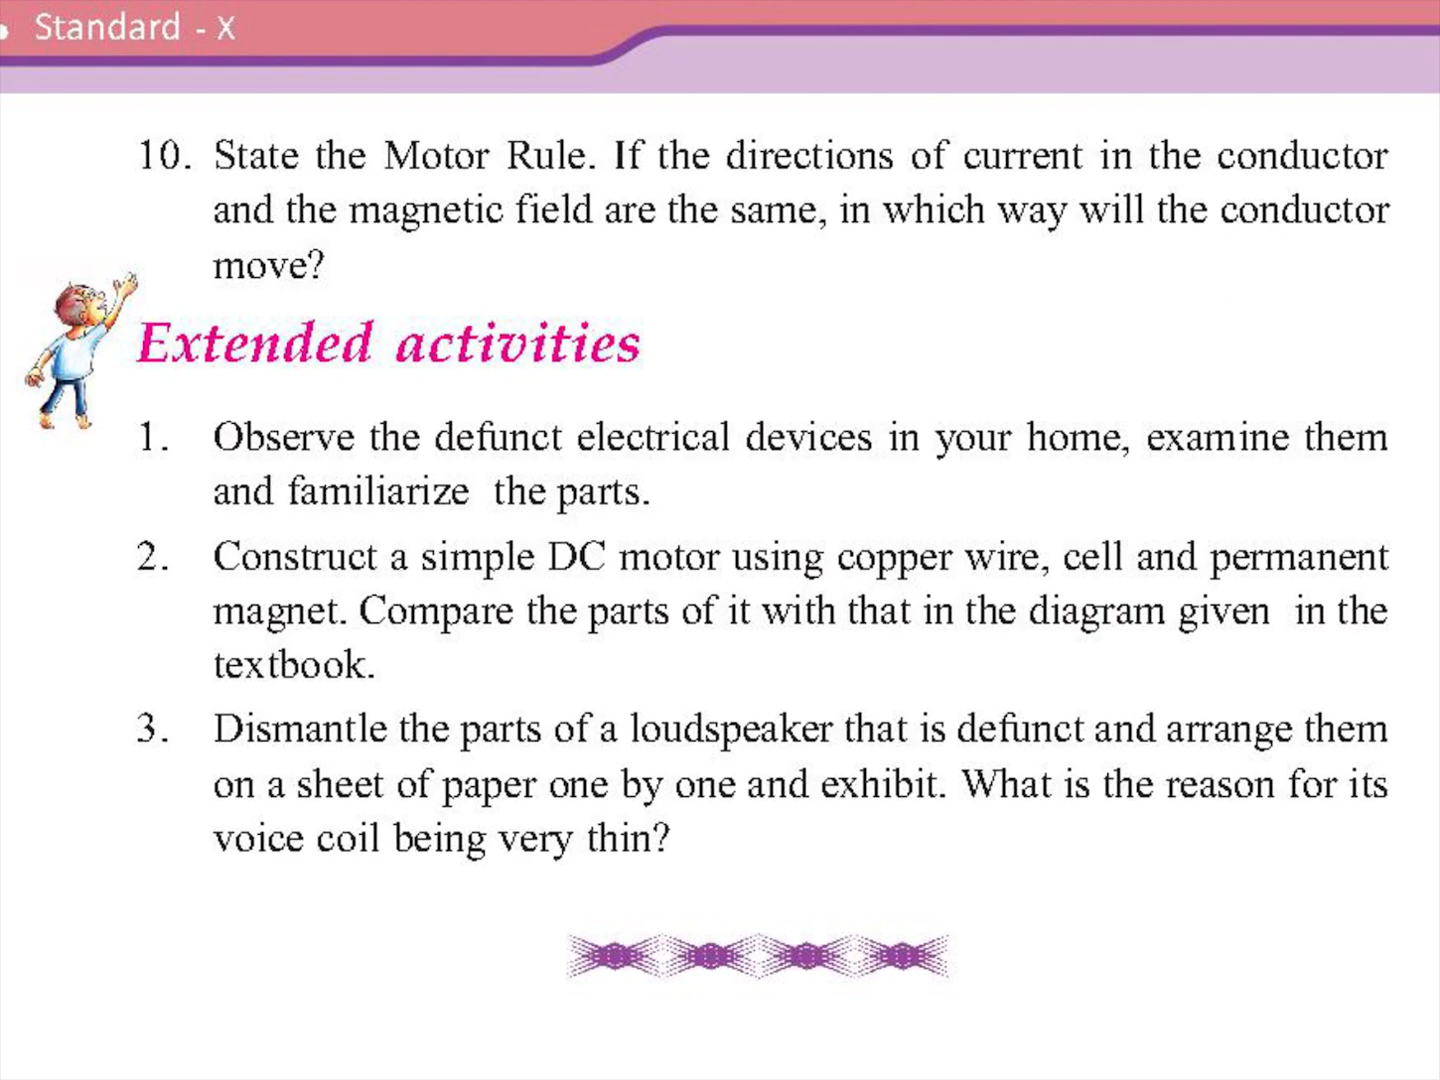 Standard - X
10. State the Motor Rule. If the directions of current in the conductor
and the magnetic field are the same, in which way will the conductor
move?
Extended activities
1. Observe the defunct electrical devices in your home, examine them
and familiarize the parts.
2. Construct a simple DC motor using copper wire, cell and permanent
magnet. Compare the parts of it with that in the diagram given in the
textbook.
3. Dismantle the parts of a loudspeaker that is defunct and arrange them
on a sheet of paper one by one and exhibit. What is the reason for its
voice coil being very thin?